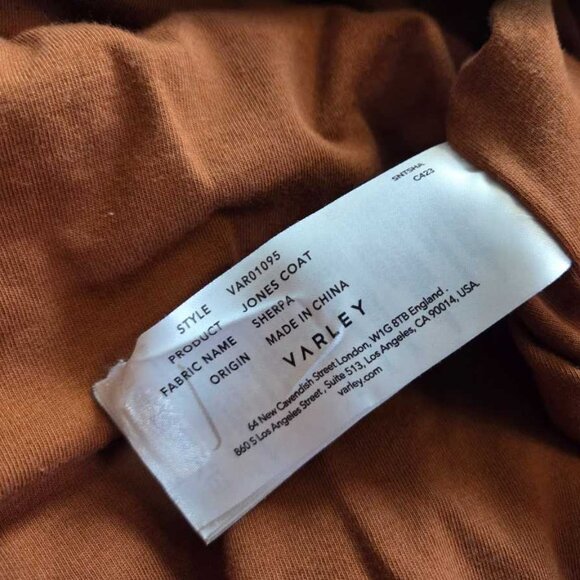 SNTSHA
C423
STYLE VAR01095
PRODUCT JONES COAT
FABRIC NAME SHERPA
ORIGIN MADE IN CHINA
VARLEY
64 New Cavendish Street London, W1G 8TB England.
860 S Los Angeles Street, Suite 513, Los Angeles, CA 90014, USA.
varley.com